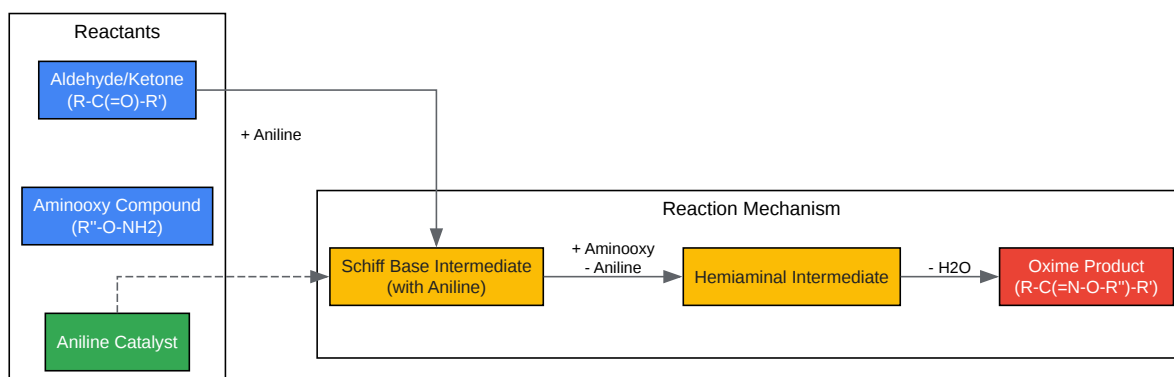 Reactants
Aldehyde/Ketone
(R-C(=O)-R')
+ Aniline
Aminooxy Compound
(R''-O-NH2)
Reaction Mechanism
Schiff Base Intermediate
(with Aniline)
+ Aminooxy
- Aniline
Hemiaminal Intermediate
- H2O
Oxime Product
(R-C(=N-O-R'')-R')
Aniline Catalyst